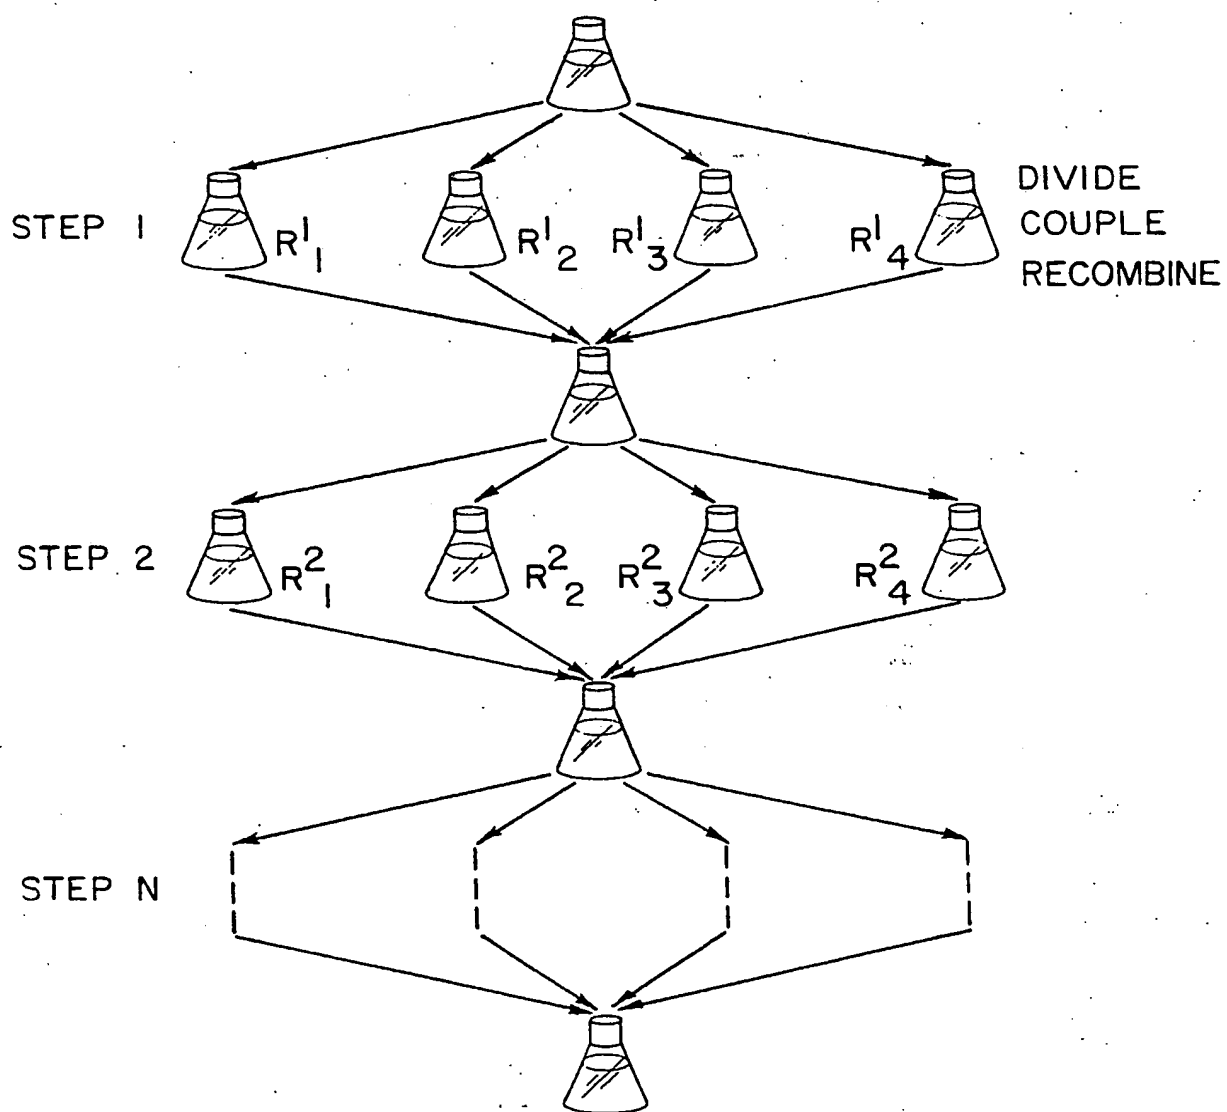 DIVIDE
STEP 1 R¹₁ R¹₂ R¹₃ R¹₄ COUPLE
RECOMBINE
STEP 2 R²₁ R²₂ R²₃ R²₄
STEP N